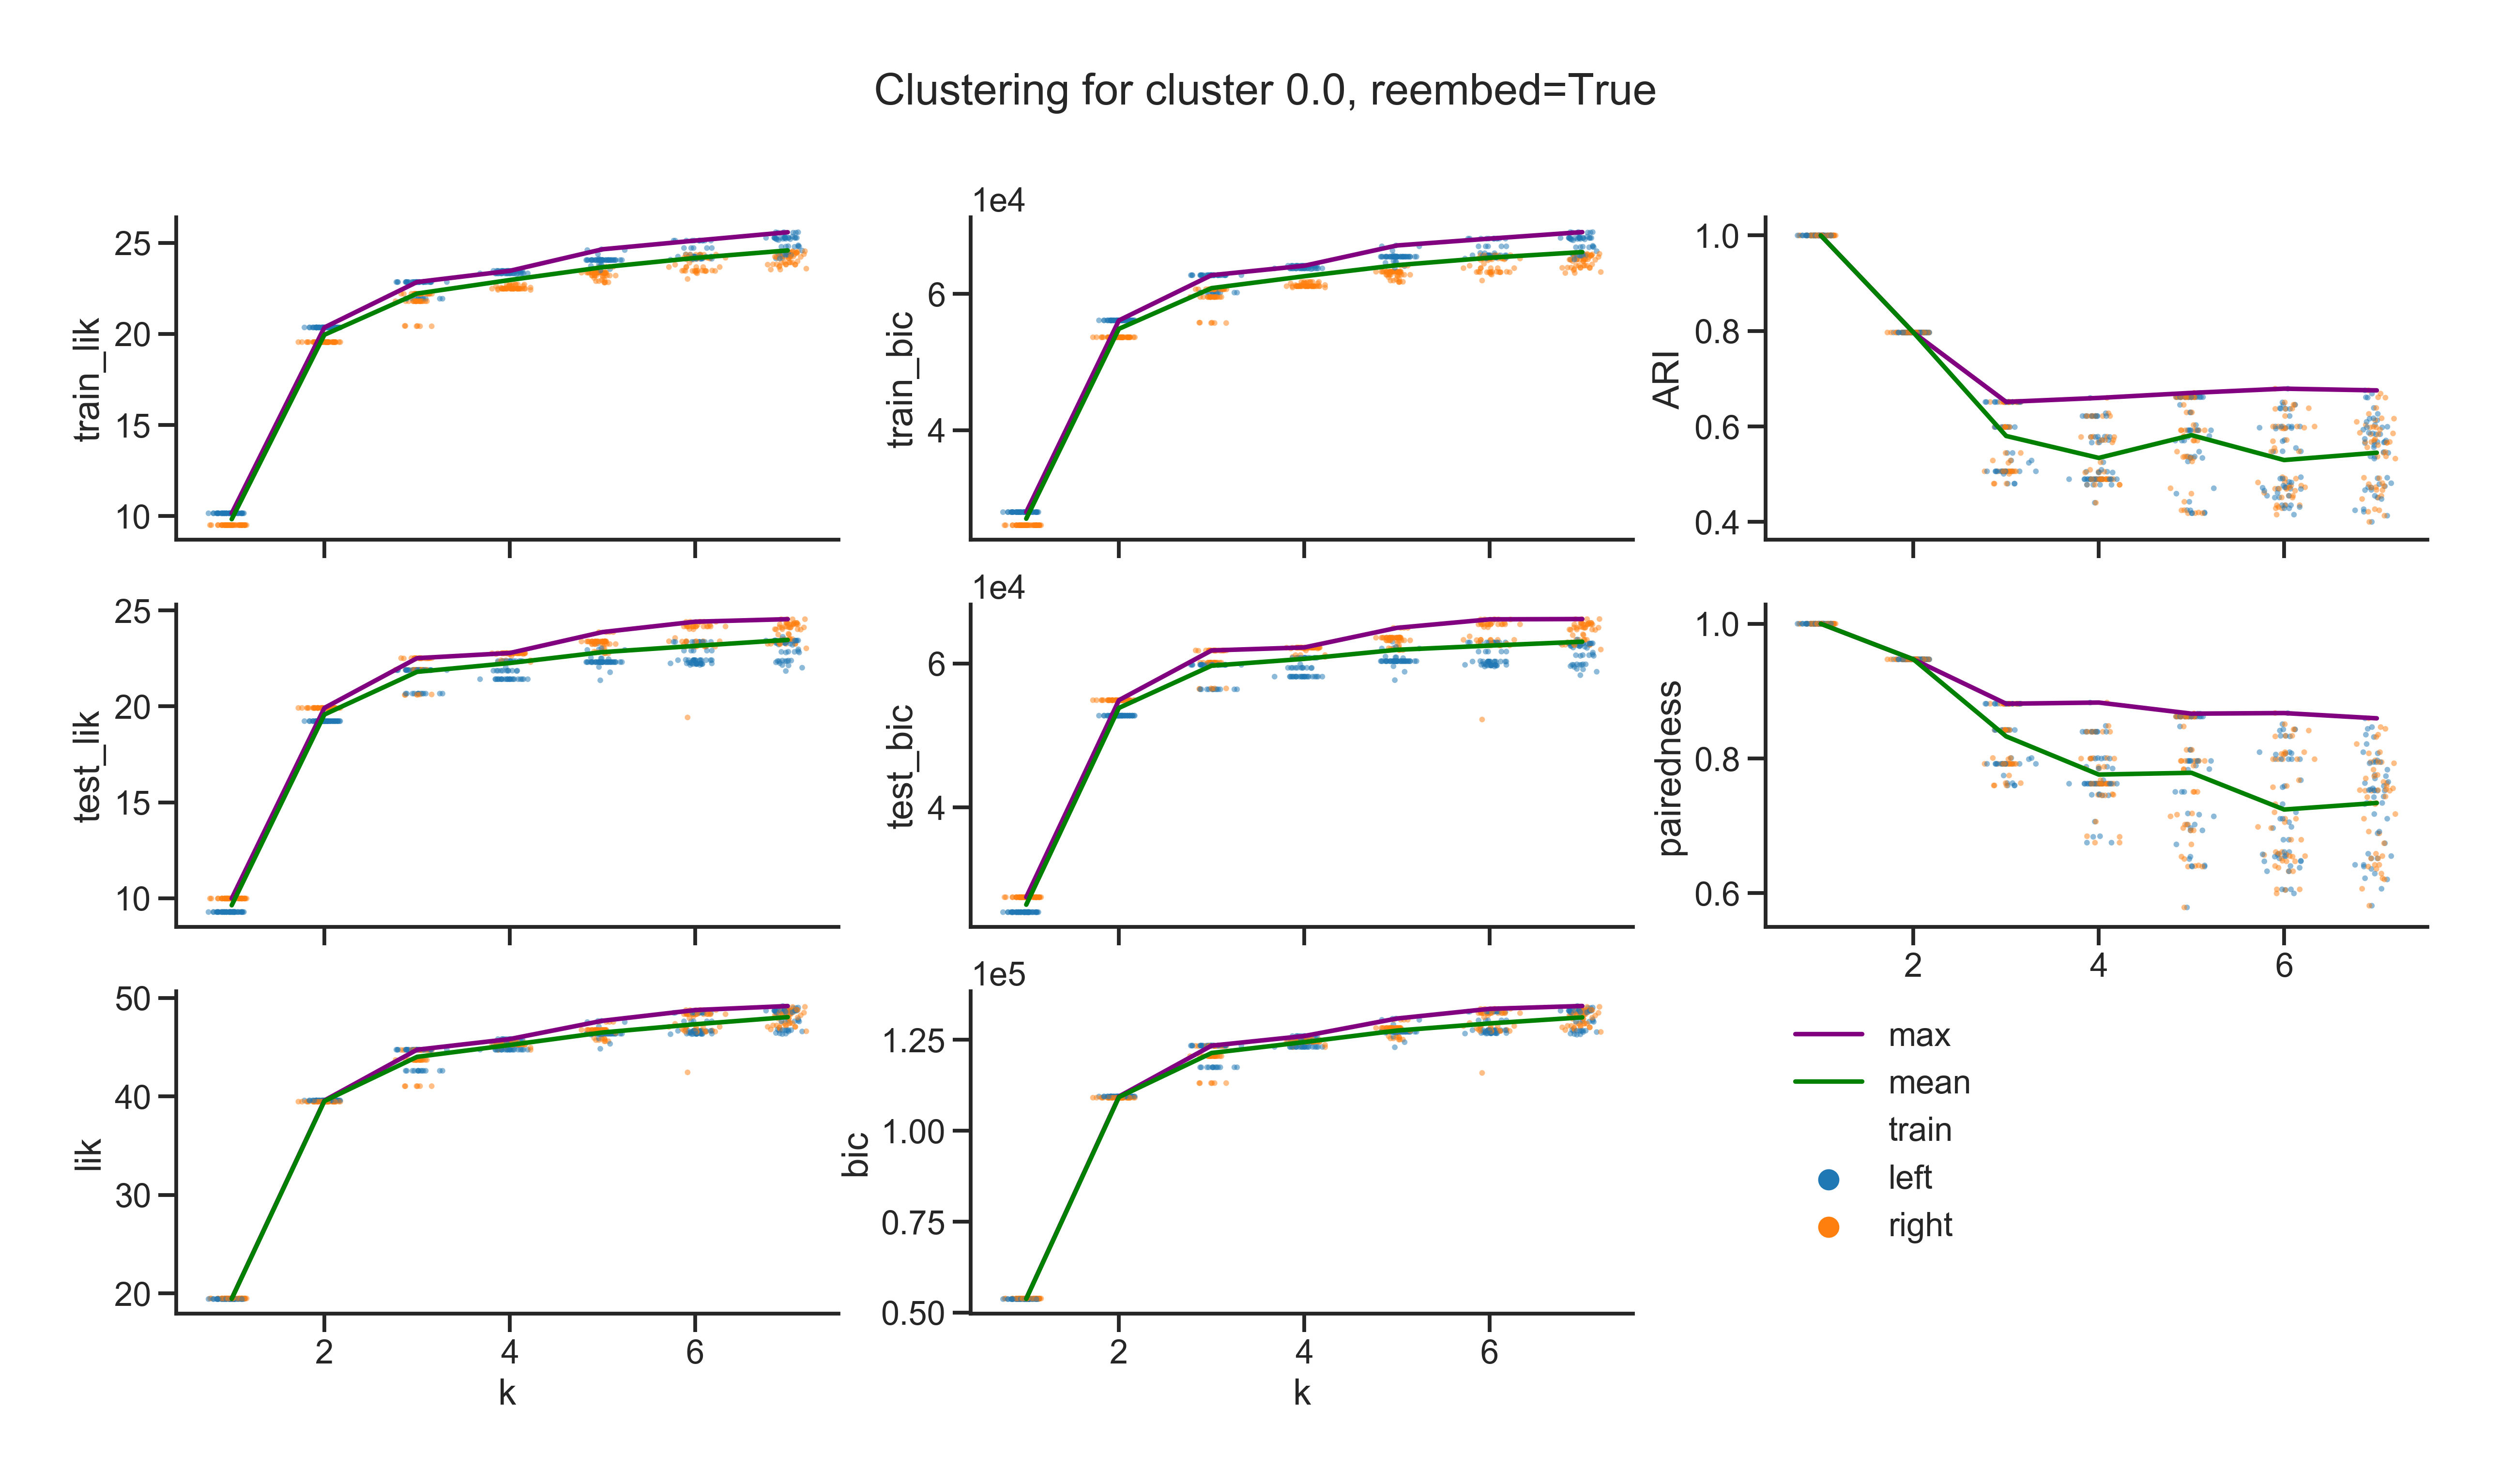 Clustering for cluster 0.0, reembed=True
train_lik
25
20
15
10
1e4
train_bic
6
4
ARI
1.0
0.8
0.6
0.4
test_lik
25
20
15
10
1e4
test_bic
6
4
pairedness
1.0
0.8
0.6
2 4 6
lik
50
40
30
20
2 4 6
k
1e5
bic
1.25
1.00
0.75
0.50
2 4 6
k
max
mean
train
left
right